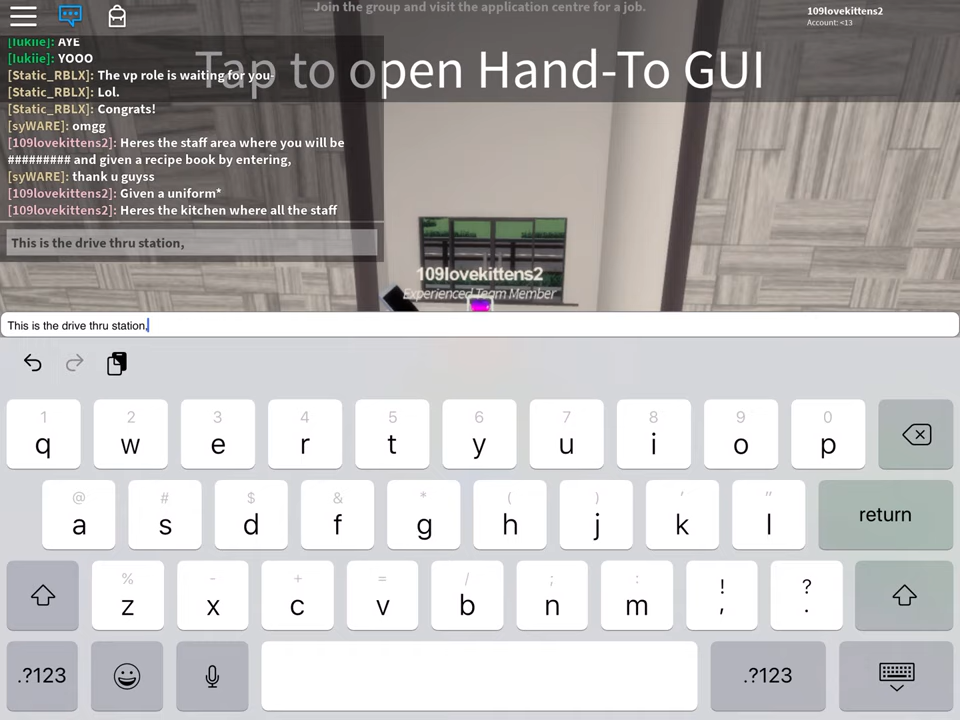 Join the group and visit the application centre for a job.
109lovekittens2
Account: <13
Tap to open Hand-To GUI
[lukiie]: AYE
[lukiie]: YOOO
[Static_RBLX]: The vp role is waiting for you-
[Static_RBLX]: Lol.
[Static_RBLX]: Congrats!
[syWARE]: omgg
[109lovekittens2]: Heres the staff area where you will be
######### and given a recipe book by entering,
[syWARE]: thank u guyss
[109lovekittens2]: Given a uniform*
[109lovekittens2]: Heres the kitchen where all the staff
This is the drive thru station,
109lovekittens2
Experienced Team Member
This is the drive thru station,
1 2 3 4 5 6 7 8 9 0
q w e r t y u i o p
@ # $ & * ( ) ' "
a s d f g h j k l return
% - + = / ; : ! ?
z x c v b n m , .
.?123 .?123